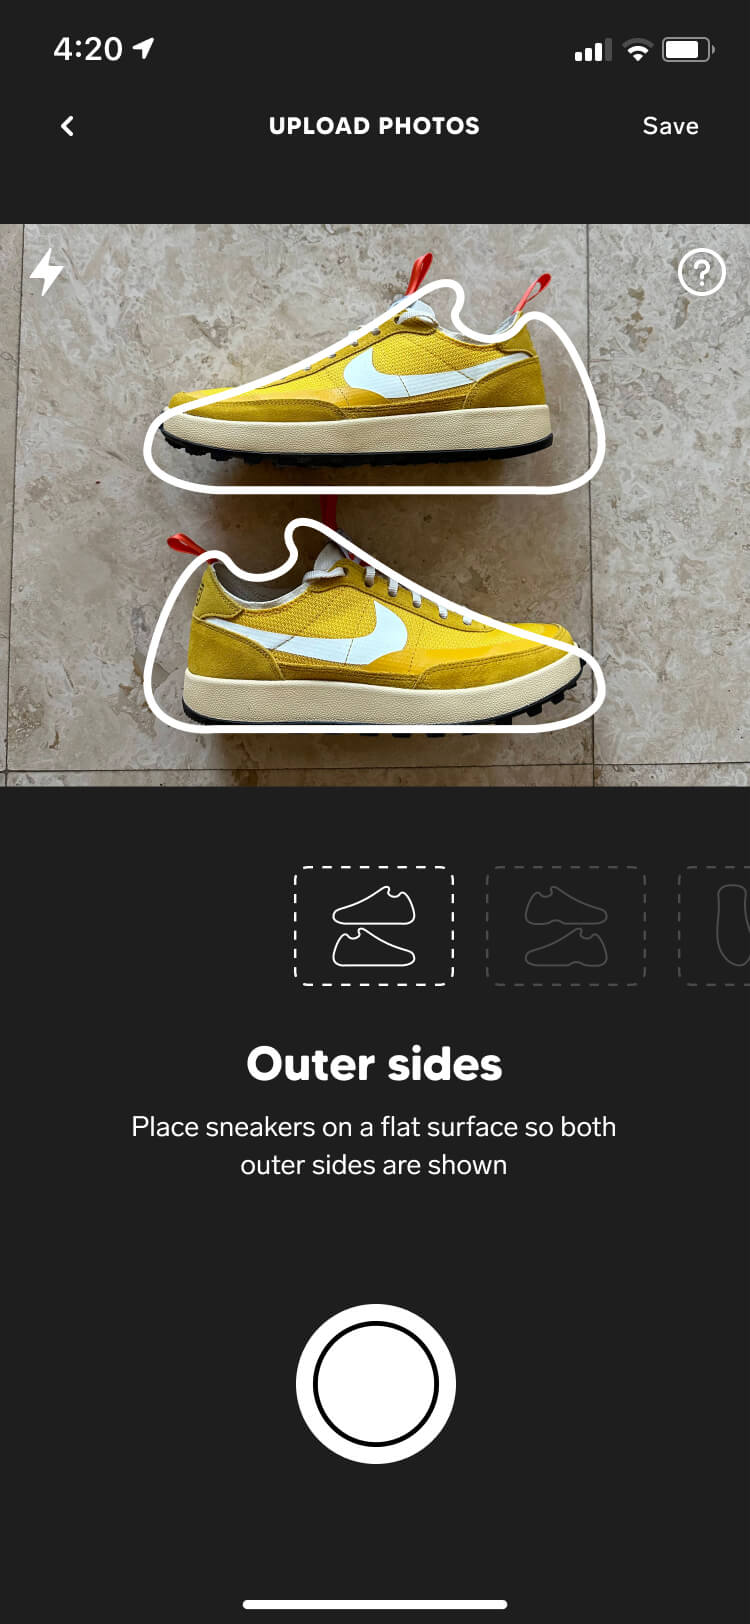 4:20
UPLOAD PHOTOS
Save
?
Outer sides
Place sneakers on a flat surface so both
outer sides are shown